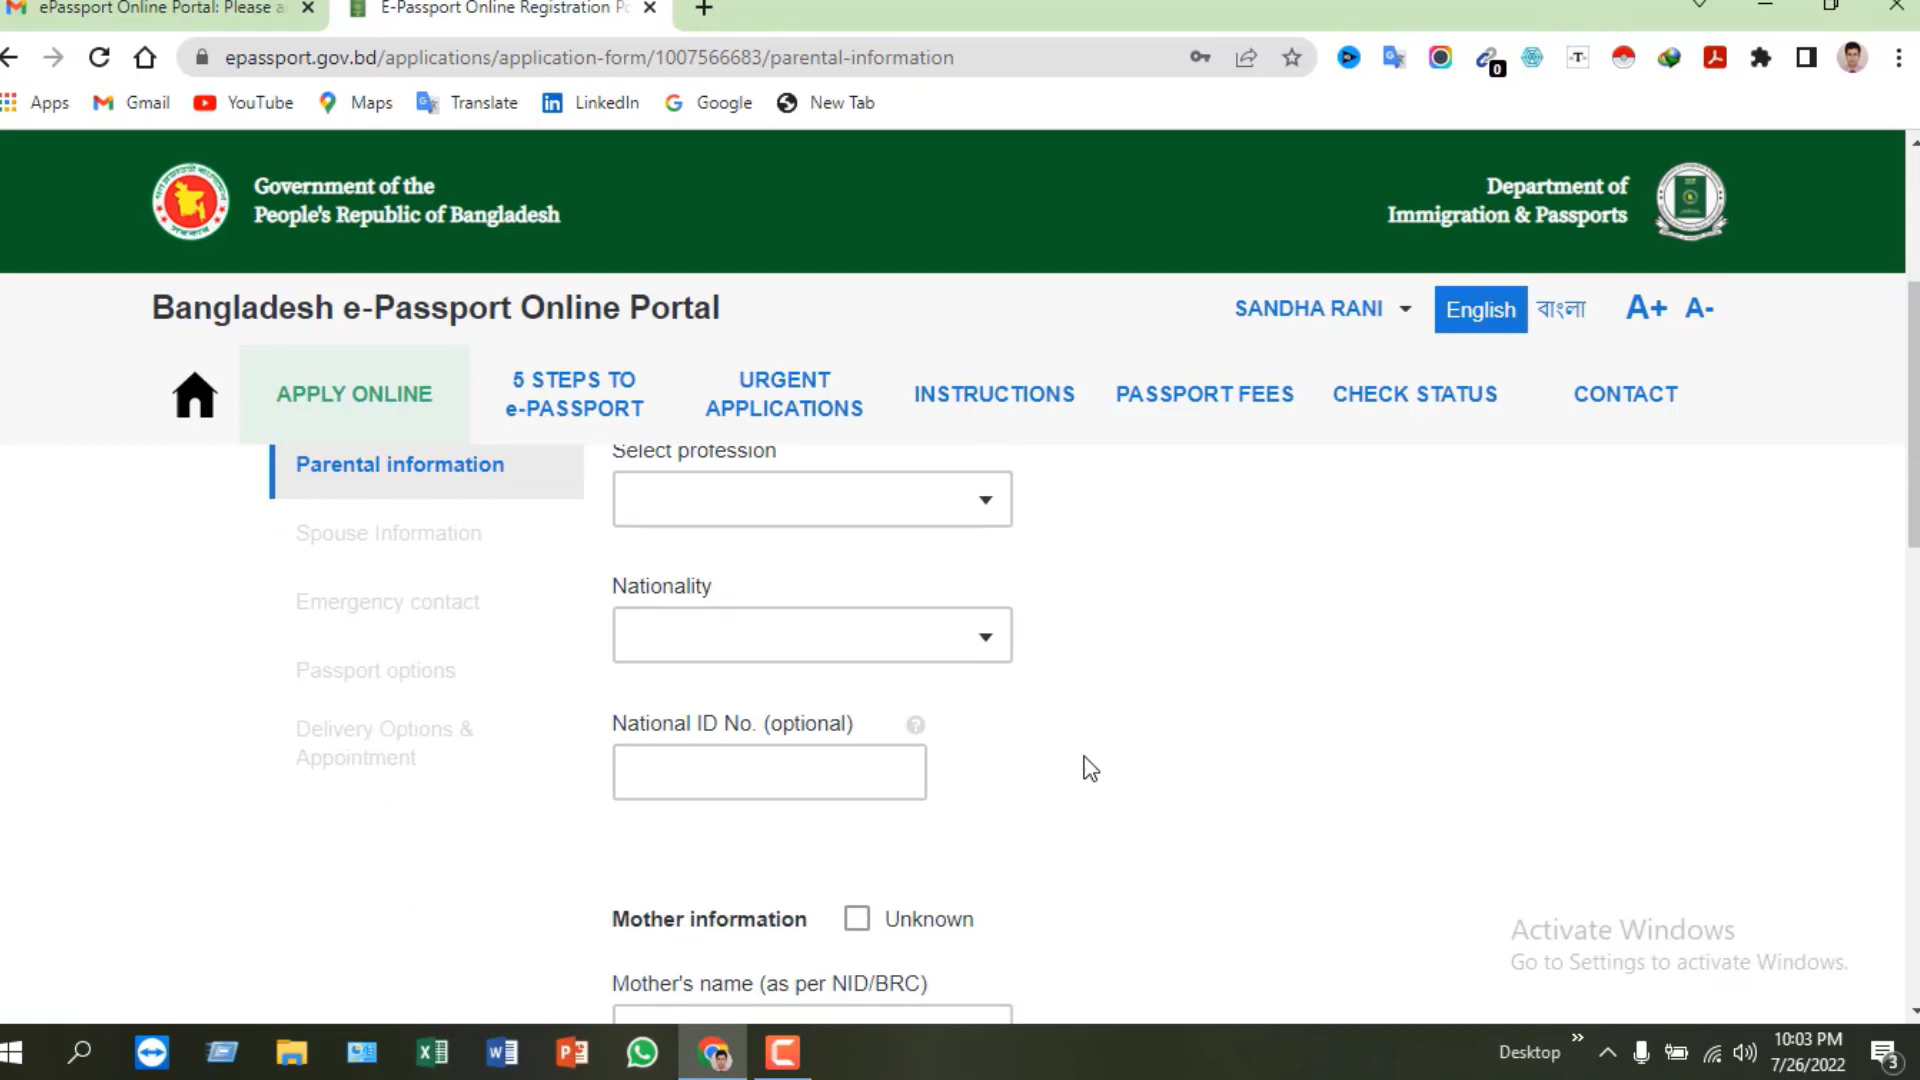 ePassport Online Portal: Please a
E-Passport Online Registration Po
epassport.gov.bd/applications/application-form/1007566683/parental-information
0
Apps
Gmail
YouTube
Maps
Translate
LinkedIn
Google
New Tab
Government of the
People's Republic of Bangladesh
Department of
Immigration & Passports
Bangladesh e-Passport Online Portal
SANDHA RANI
English
বাংলা
A+
A-
APPLY ONLINE
5 STEPS TO
e-PASSPORT
URGENT
APPLICATIONS
INSTRUCTIONS
PASSPORT FEES
CHECK STATUS
CONTACT
Parental information
Spouse Information
Emergency contact
Passport options
Delivery Options &
Appointment
Select profession
Nationality
National ID No. (optional)
Mother information
Unknown
Mother's name (as per NID/BRC)
Activate Windows
Go to Settings to activate Windows.
Desktop
10:03 PM
7/26/2022
3